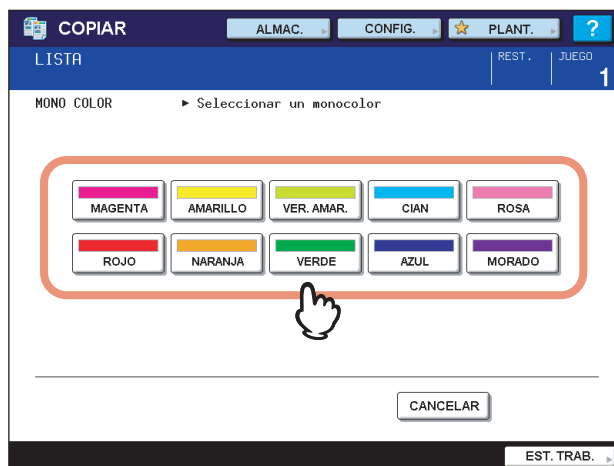 COPIAR ALMAC. CONFIG. PLANT. ?
LISTA REST. JUEGO
1
MONO COLOR ► Seleccionar un monocolor
MAGENTA AMARILLO VER. AMAR. CIAN ROSA
ROJO NARANJA VERDE AZUL MORADO
CANCELAR
EST. TRAB.